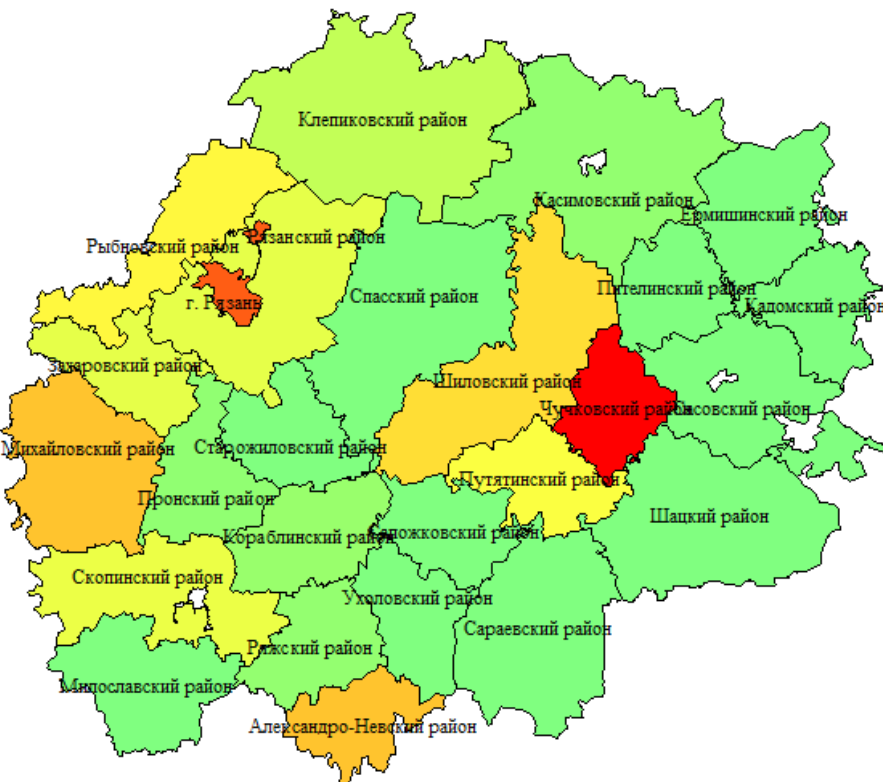 Клепиковский район
Касимовский район
Ермишинский район
Рыбновский район
Рязанский район
Пителинский район
Спасский район
г. Рязань
Кадомский район
Захаровский район
Шиловский район
Чучковский район
Сасовский район
Михайловский район
Старожиловский район
Путятинский район
Пронский район
Шацкий район
Кораблинский район
Сапожковский район
Скопинский район
Ухоловский район
Сараевский район
Ряжский район
Милославский район
Александро-Невский район